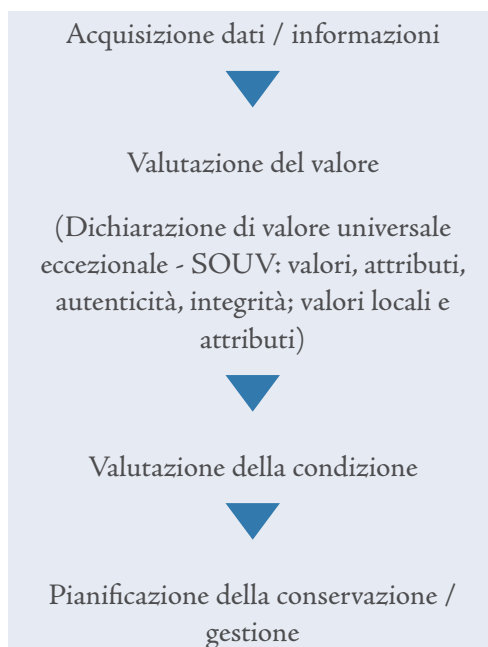 Acquisizione dati / informazioni
Valutazione del valore
(Dichiarazione di valore universale
eccezionale - SOUV: valori, attributi,
autenticità, integrità; valori locali e
attributi)
Valutazione della condizione
Pianificazione della conservazione /
gestione